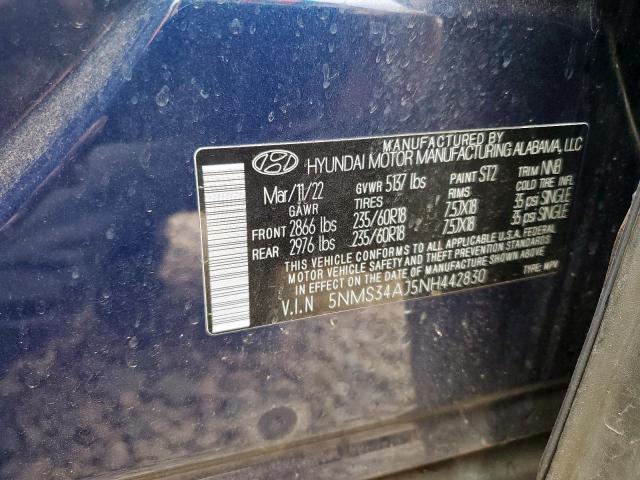 MANUFACTURED BY
HYUNDAI MOTOR MANUFACTURING ALABAMA, LLC
Mar/11/22 GVWR 5137 lbs PAINT ST2 TRIM NNB
GAWR TIRES RIMS COLD TIRE INFL
FRONT 2866 lbs 235/60R18 7.5JX18 35 psi SINGLE
REAR 2976 lbs 235/60R18 7.5JX18 35 psi SINGLE
THIS VEHICLE CONFORMS TO ALL APPLICABLE U.S.A. FEDERAL
MOTOR VEHICLE SAFETY AND THEFT PREVENTION STANDARDS
IN EFFECT ON THE DATE OF MANUFACTURE SHOWN ABOVE.
V.I.N 5NMS34AJ5NH442830 TYPE: MPV